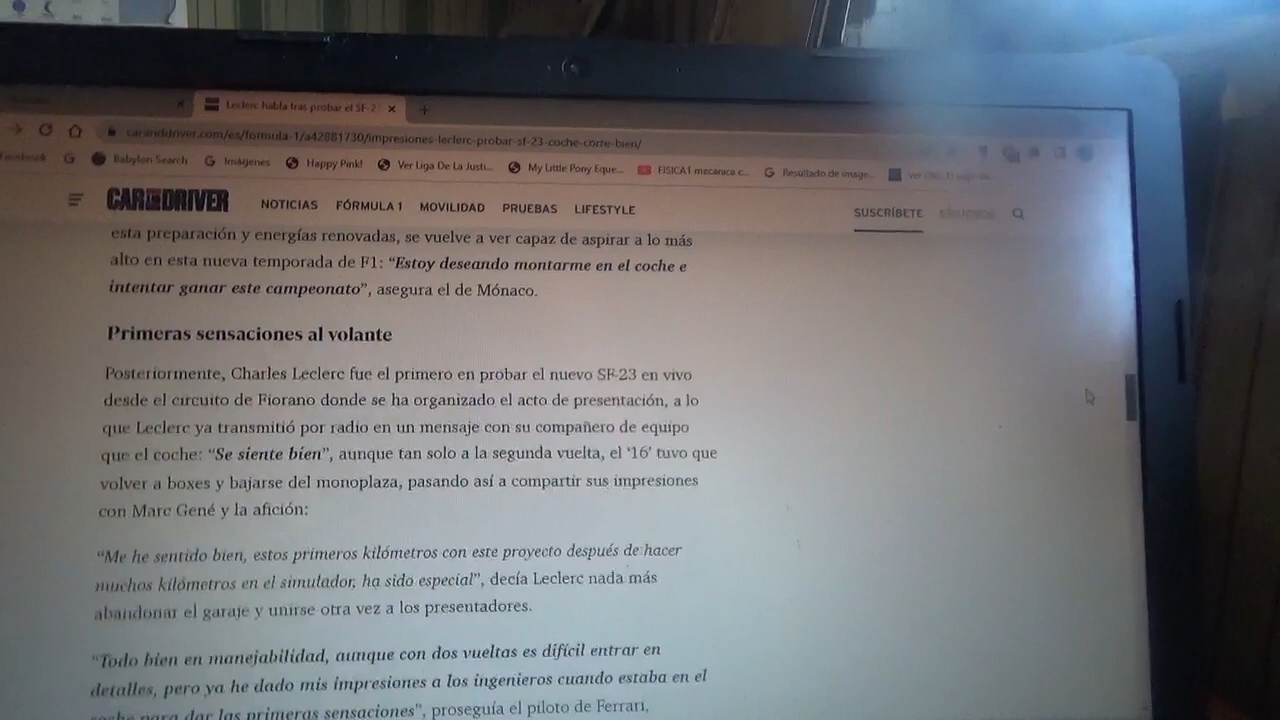 Leclerc habla tras probar el SF-2
caranddriver.com/es/formula-1/a42881730/impresiones-leclerc-probar-sf-23-coche-corre-bien/
Facebook
Babylon Search
Imágenes
Happy Pink!
Ver Liga De La Justi...
My Little Pony Eque...
FISICA1 mecanica c...
Resultado de image...
CAR AND DRIVER
NOTICIAS
FÓRMULA 1
MOVILIDAD
PRUEBAS
LIFESTYLE
SUSCRÍBETE
SÍGUENOS
esta preparación y energías renovadas, se vuelve a ver capaz de aspirar a lo más
alto en esta nueva temporada de F1: “Estoy deseando montarme en el coche e
intentar ganar este campeonato”, asegura el de Mónaco.
Primeras sensaciones al volante
Posteriormente, Charles Leclerc fue el primero en probar el nuevo SF-23 en vivo
desde el circuito de Fiorano donde se ha organizado el acto de presentación, a lo
que Leclerc ya transmitió por radio en un mensaje con su compañero de equipo
que el coche: “Se siente bien”, aunque tan solo a la segunda vuelta, el ‘16’ tuvo que
volver a boxes y bajarse del monoplaza, pasando así a compartir sus impresiones
con Marc Gené y la afición:
“Me he sentido bien, estos primeros kilómetros con este proyecto después de hacer
muchos kilómetros en el simulador, ha sido especial”, decía Leclerc nada más
abandonar el garaje y unirse otra vez a los presentadores.
“Todo bien en manejabilidad, aunque con dos vueltas es difícil entrar en
detalles, pero ya he dado mis impresiones a los ingenieros cuando estaba en el
coche para dar las primeras sensaciones”, proseguía el piloto de Ferrari,